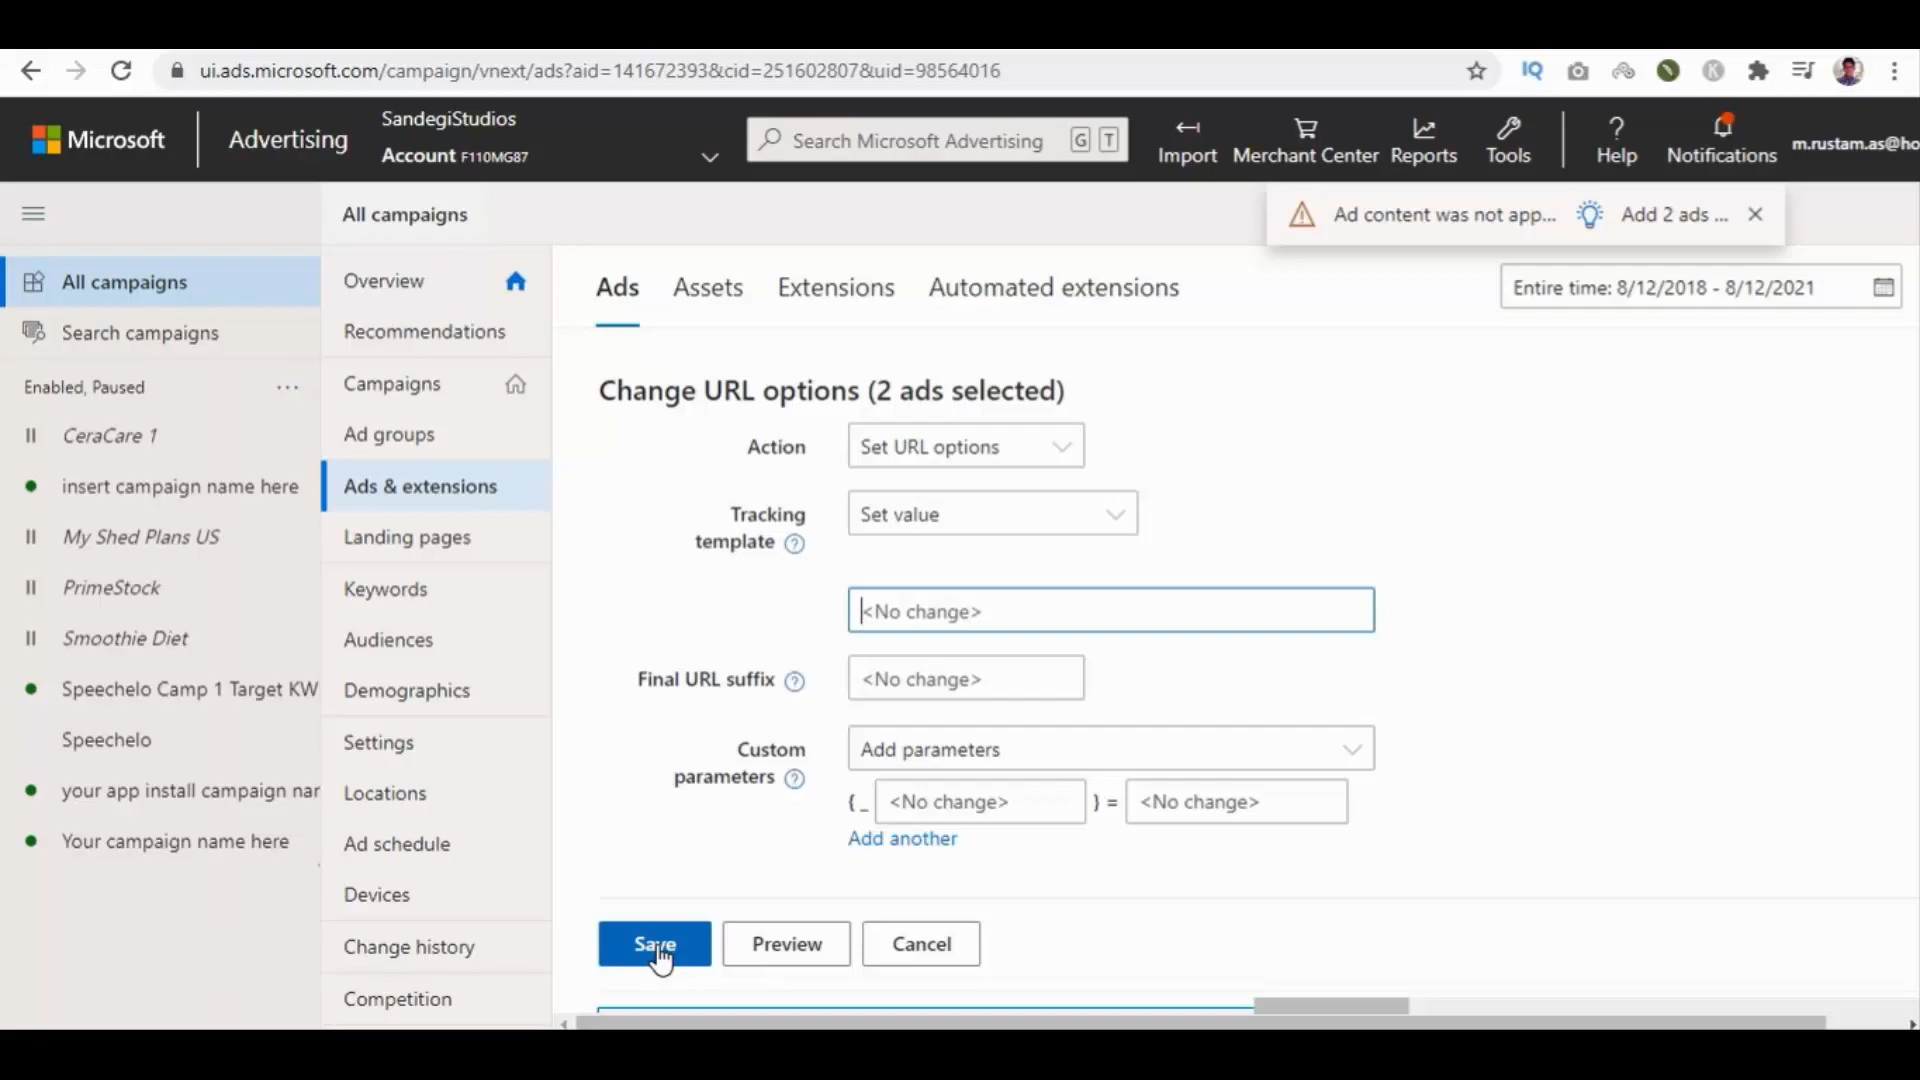 ui.ads.microsoft.com/campaign/vnext/ads?aid=141672393&cid=251602807&uid=98564016
IQ
K
Microsoft
Advertising
SandegiStudios
Account F110MG87
Search Microsoft Advertising
G T
Import
Merchant Center
Reports
Tools
?
Help
Notifications
m.rustam.as@ho
All campaigns
Ad content was not app...
Add 2 ads ...
All campaigns
Search campaigns
Enabled, Paused
...
CeraCare 1
insert campaign name here
My Shed Plans US
PrimeStock
Smoothie Diet
Speechelo Camp 1 Target KW
Speechelo
your app install campaign nar
Your campaign name here
Overview
Recommendations
Campaigns
Ad groups
Ads & extensions
Landing pages
Keywords
Audiences
Demographics
Settings
Locations
Ad schedule
Devices
Change history
Competition
Ads
Assets
Extensions
Automated extensions
Entire time: 8/12/2018 - 8/12/2021
Change URL options (2 ads selected)
Action
Set URL options
Tracking
template ?
Set value
<No change>
Final URL suffix ?
<No change>
Custom
parameters ?
Add parameters
{ _ <No change> } = <No change>
Add another
Save
Preview
Cancel